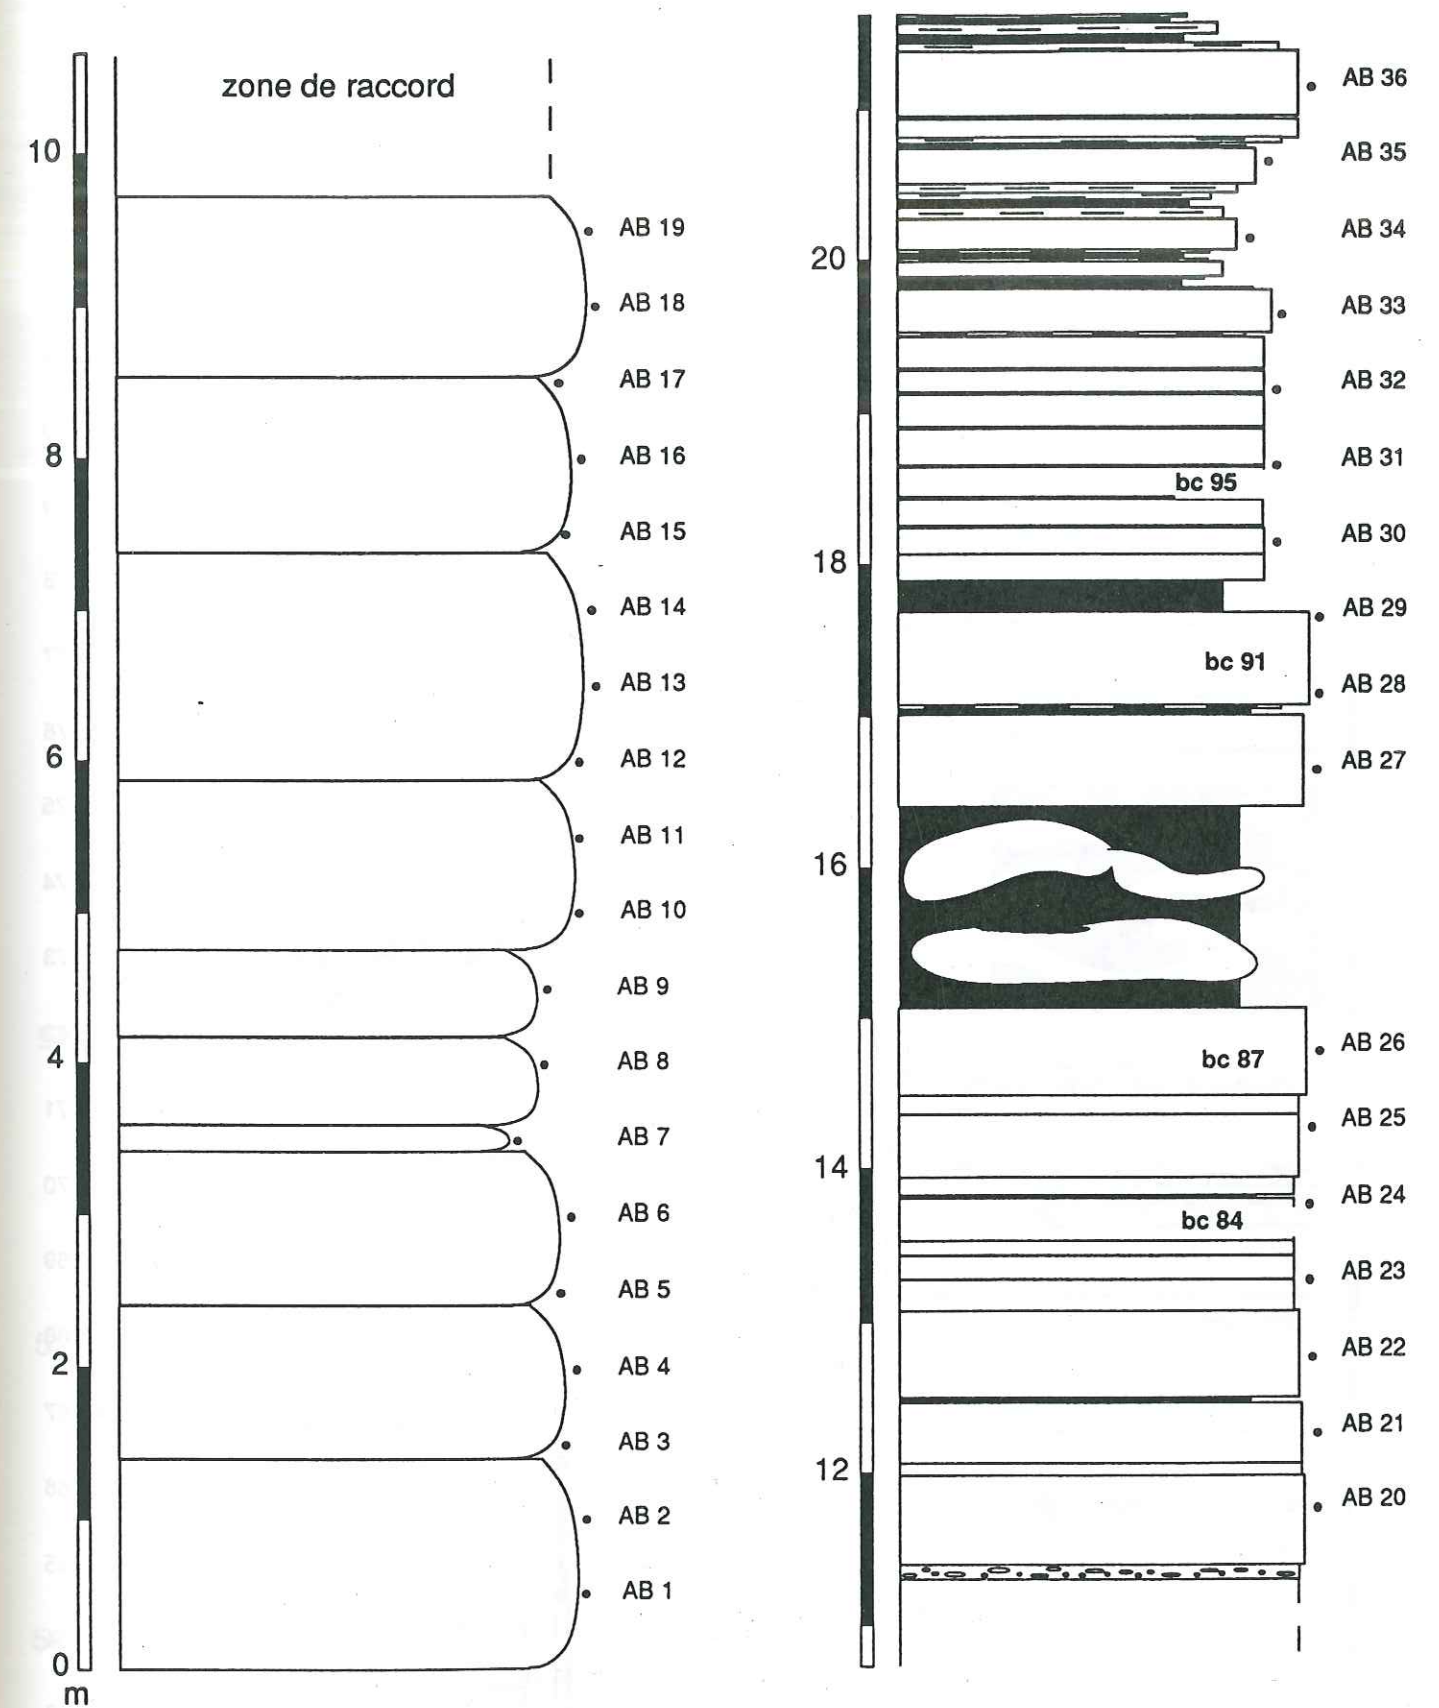 zone de raccord
10
AB 19
AB 18
AB 17
8
AB 16
AB 15
AB 14
AB 13
6
AB 12
AB 11
AB 10
AB 9
4
AB 8
AB 7
AB 6
AB 5
2
AB 4
AB 3
AB 2
AB 1
0
m
AB 36
AB 35
AB 34
20
AB 33
AB 32
AB 31
bc 95
AB 30
18
AB 29
bc 91
AB 28
AB 27
16
AB 26
bc 87
AB 25
14
AB 24
bc 84
AB 23
AB 22
AB 21
12
AB 20